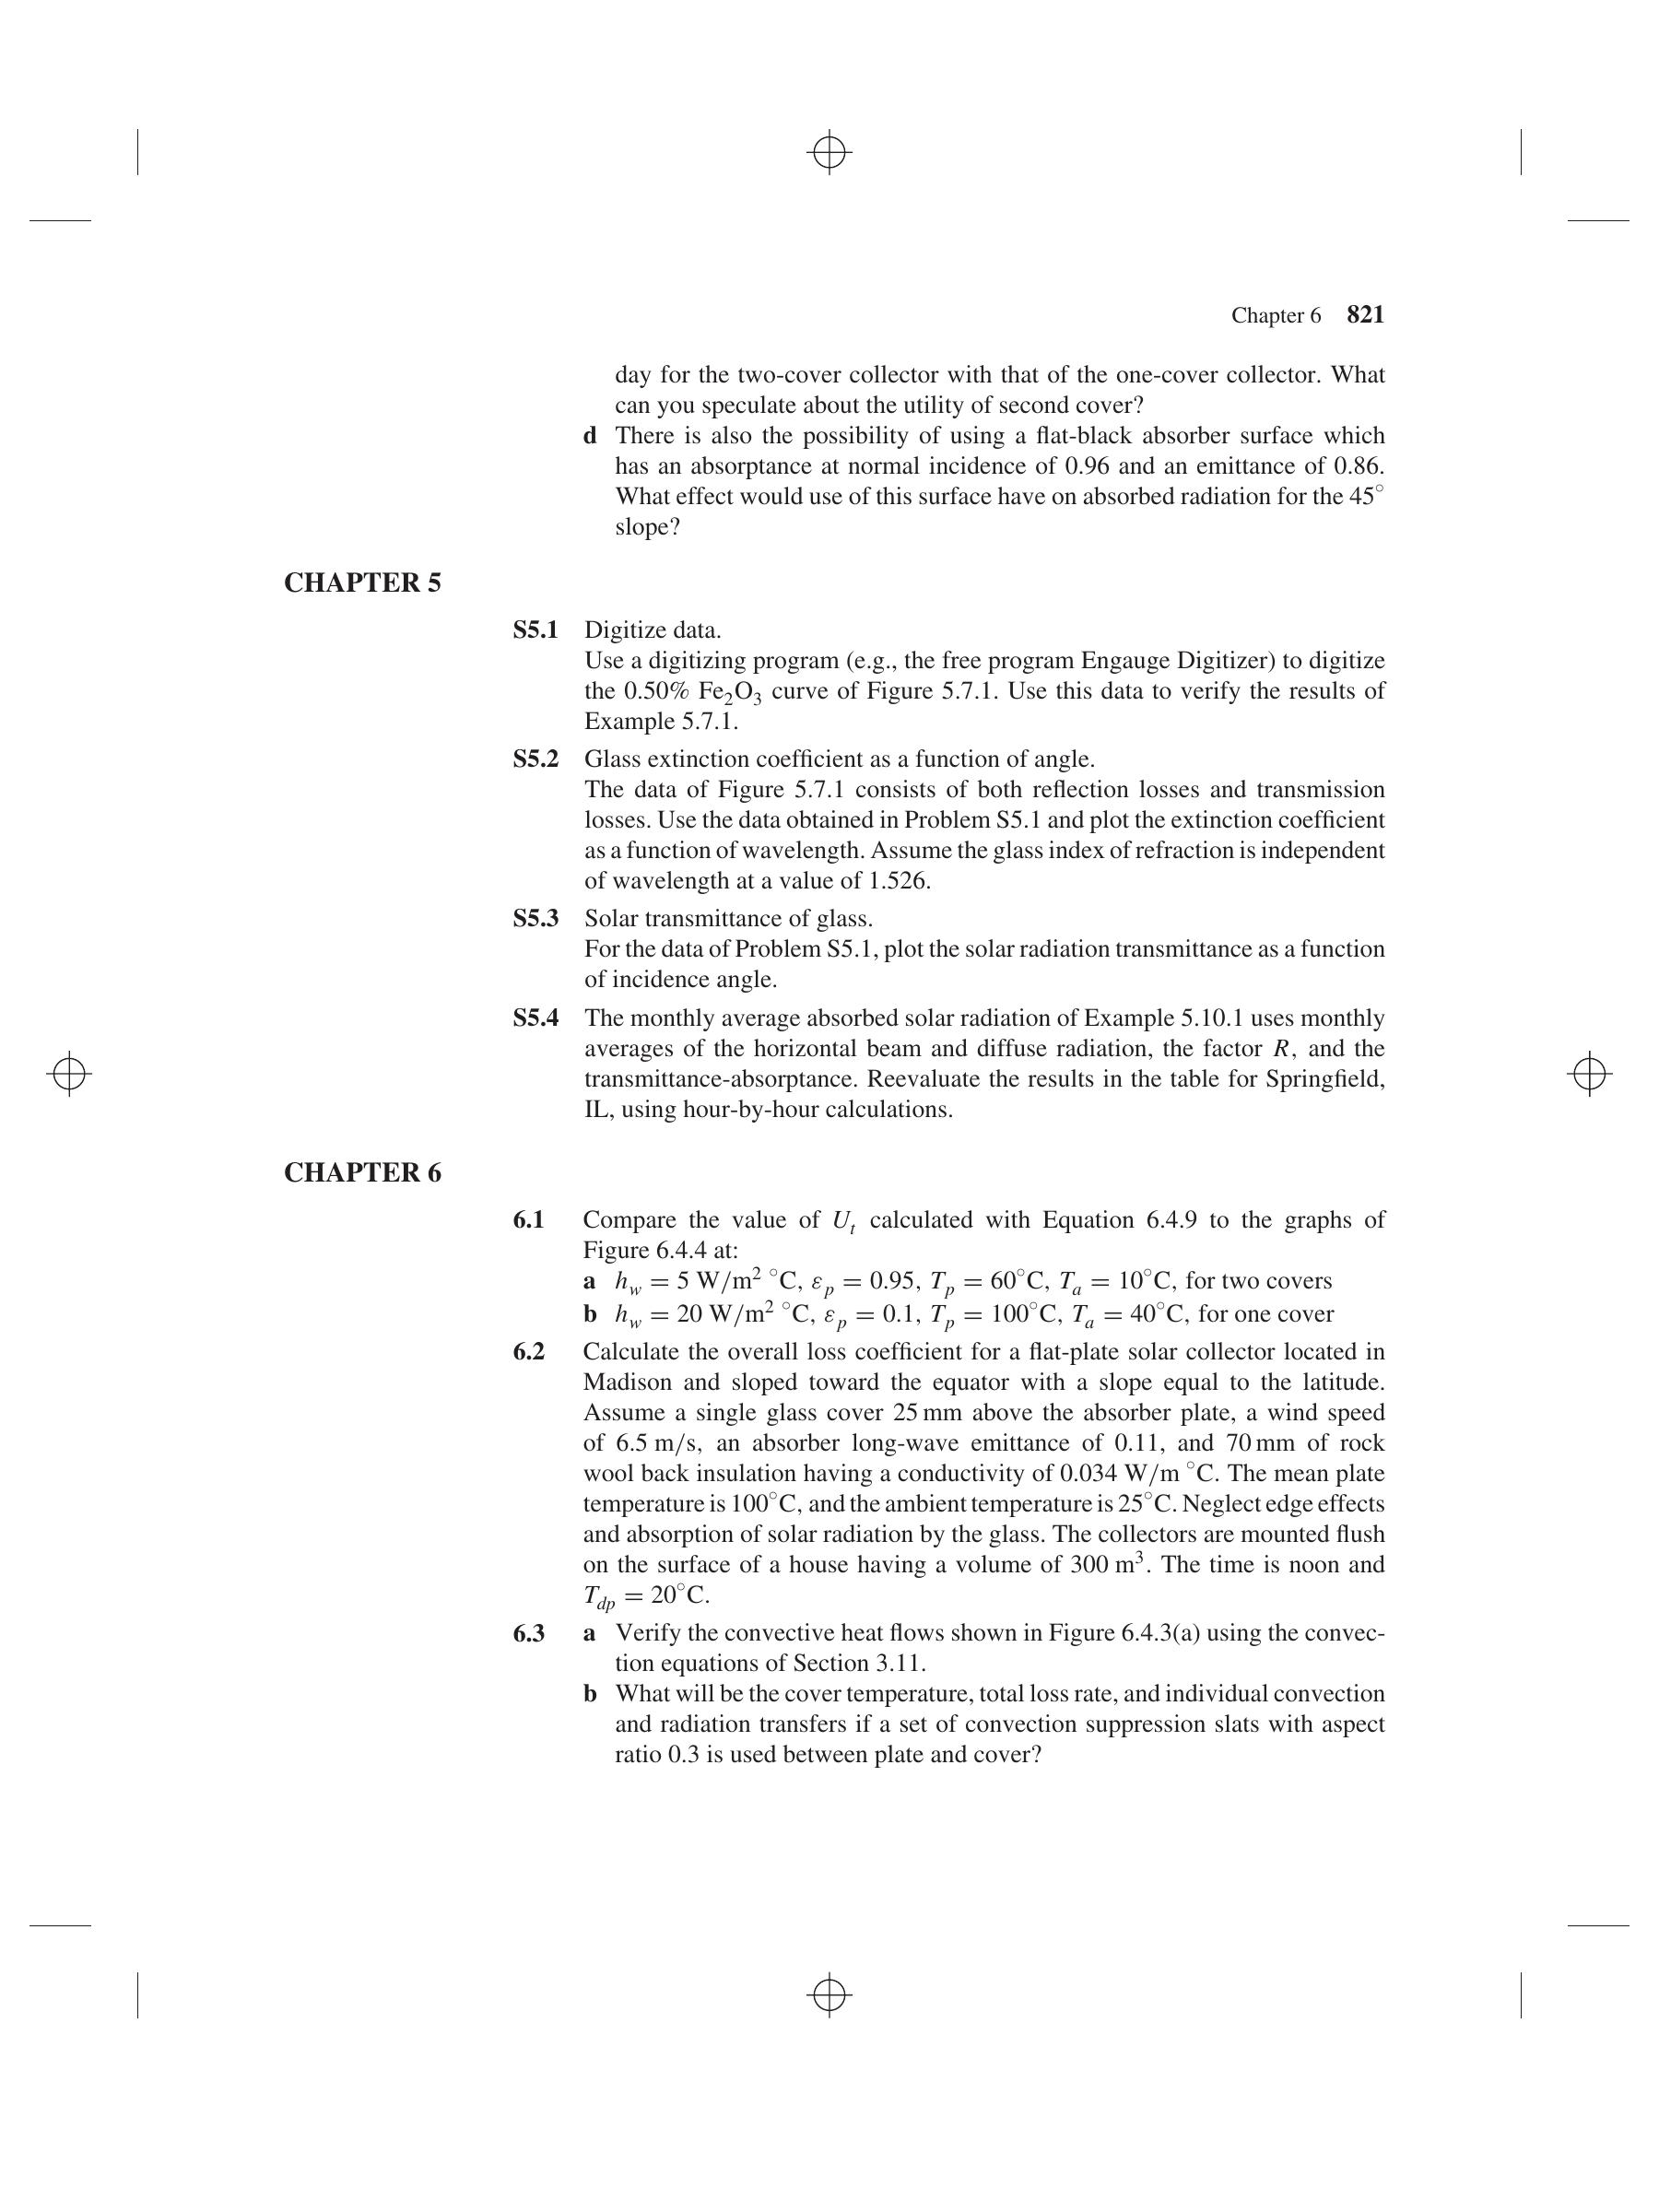 Chapter 6 821
day for the two-cover collector with that of the one-cover collector. What
can you speculate about the utility of second cover?
d There is also the possibility of using a flat-black absorber surface which
has an absorptance at normal incidence of 0.96 and an emittance of 0.86.
What effect would use of this surface have on absorbed radiation for the 45°
slope?
CHAPTER 5
S5.1 Digitize data.
Use a digitizing program (e.g., the free program Engauge Digitizer) to digitize
the 0.50% Fe₂O₃ curve of Figure 5.7.1. Use this data to verify the results of
Example 5.7.1.
S5.2 Glass extinction coefficient as a function of angle.
The data of Figure 5.7.1 consists of both reflection losses and transmission
losses. Use the data obtained in Problem S5.1 and plot the extinction coefficient
as a function of wavelength. Assume the glass index of refraction is independent
of wavelength at a value of 1.526.
S5.3 Solar transmittance of glass.
For the data of Problem S5.1, plot the solar radiation transmittance as a function
of incidence angle.
S5.4 The monthly average absorbed solar radiation of Example 5.10.1 uses monthly
averages of the horizontal beam and diffuse radiation, the factor R, and the
transmittance-absorptance. Reevaluate the results in the table for Springfield,
IL, using hour-by-hour calculations.
CHAPTER 6
6.1 Compare the value of Uₜ calculated with Equation 6.4.9 to the graphs of
Figure 6.4.4 at:
a h_w = 5 W/m² °C, ε_p = 0.95, T_p = 60°C, T_a = 10°C, for two covers
b h_w = 20 W/m² °C, ε_p = 0.1, T_p = 100°C, T_a = 40°C, for one cover
6.2 Calculate the overall loss coefficient for a flat-plate solar collector located in
Madison and sloped toward the equator with a slope equal to the latitude.
Assume a single glass cover 25 mm above the absorber plate, a wind speed
of 6.5 m/s, an absorber long-wave emittance of 0.11, and 70 mm of rock
wool back insulation having a conductivity of 0.034 W/m °C. The mean plate
temperature is 100°C, and the ambient temperature is 25°C. Neglect edge effects
and absorption of solar radiation by the glass. The collectors are mounted flush
on the surface of a house having a volume of 300 m³. The time is noon and
T_dp = 20°C.
6.3 a Verify the convective heat flows shown in Figure 6.4.3(a) using the convec-
tion equations of Section 3.11.
b What will be the cover temperature, total loss rate, and individual convection
and radiation transfers if a set of convection suppression slats with aspect
ratio 0.3 is used between plate and cover?